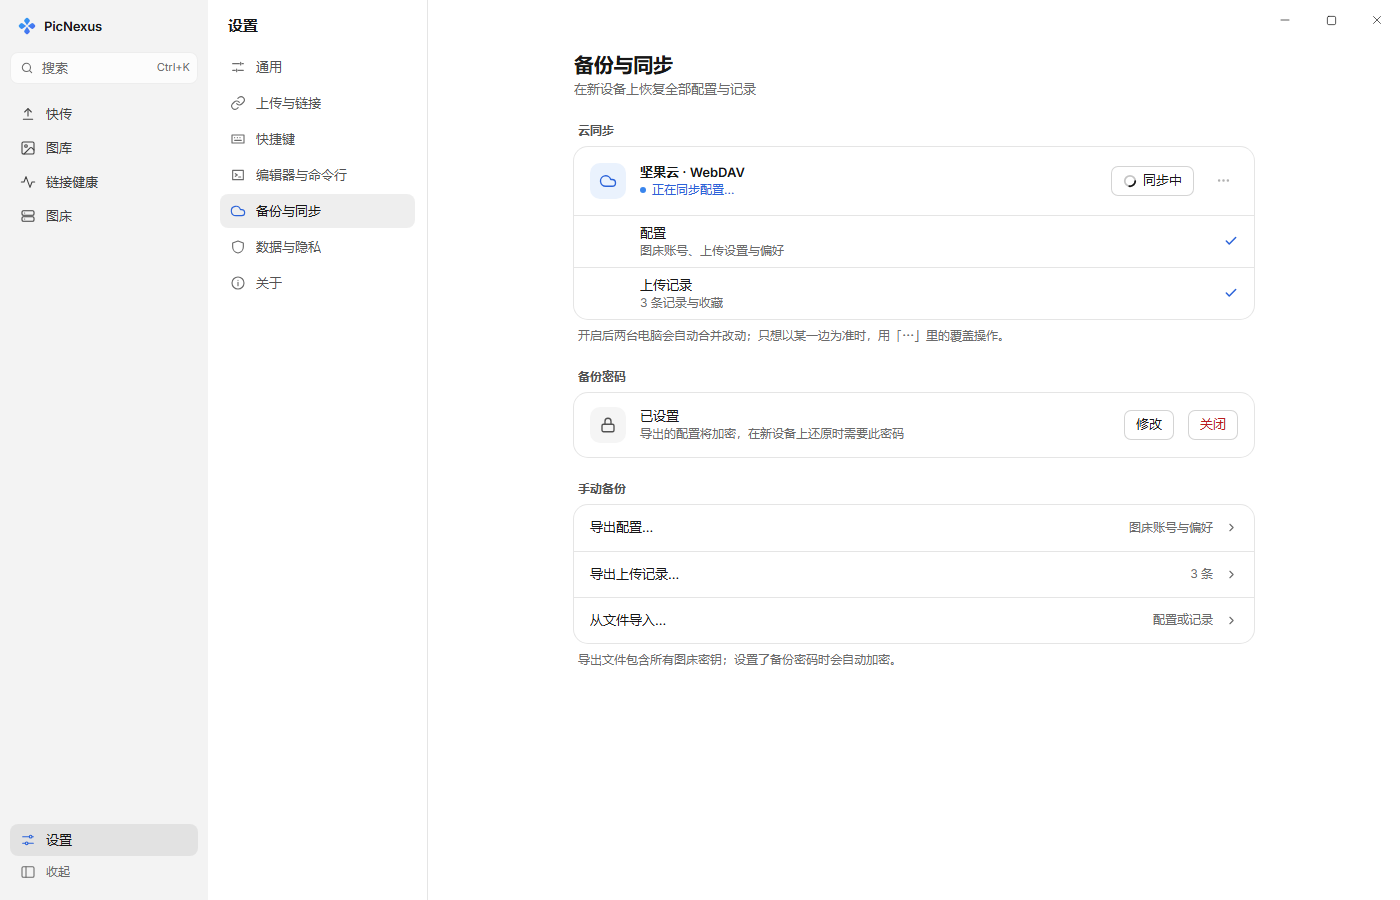 PicNexus
搜索 Ctrl+K
快传
图库
链接健康
图床
设置
收起
设置
通用
上传与链接
快捷键
编辑器与命令行
备份与同步
数据与隐私
关于
备份与同步
在新设备上恢复全部配置与记录
云同步
坚果云 · WebDAV
正在同步配置...
同步中
配置
图床账号、上传设置与偏好
上传记录
3 条记录与收藏
开启后两台电脑会自动合并改动；只想以某一边为准时，用「…」里的覆盖操作。
备份密码
已设置
导出的配置将加密，在新设备上还原时需要此密码
修改 关闭
手动备份
导出配置... 图床账号与偏好
导出上传记录... 3 条
从文件导入... 配置或记录
导出文件包含所有图床密钥；设置了备份密码时会自动加密。